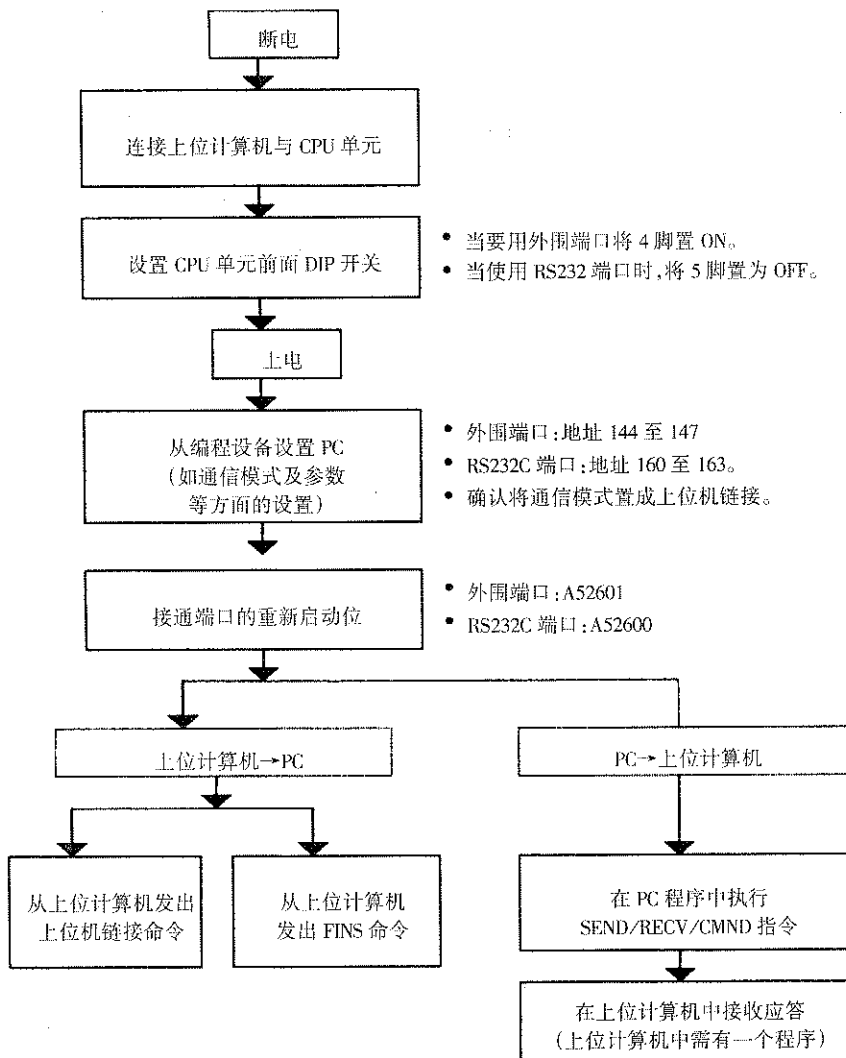 断电
连接上位计算机与 CPU 单元
设置 CPU 单元前面 DIP 开关
• 当要用外围端口将 4 脚置 ON。
• 当使用 RS232 端口时,将 5 脚置为 OFF。
上电
从编程设备设置 PC
(如通信模式及参数
等方面的设置)
• 外围端口:地址 144 至 147
• RS232C 端口:地址 160 至 163。
• 确认将通信模式置成上位机链接。
接通端口的重新启动位
• 外围端口:A52601
• RS232C 端口:A52600
上位计算机→PC
PC→上位计算机
从上位计算机发出
上位机链接命令
从上位计算机
发出 FINS 命令
在 PC 程序中执行
SEND/RECV/CMND 指令
在上位计算机中接收应答
(上位计算机中需有一个程序)